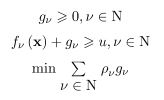 g_ν ⩾ 0, ν ∈ N
f_ν (𝐱) + g_ν ⩾ u, ν ∈ N
min ∑ ρ_ν g_ν
ν ∈ N